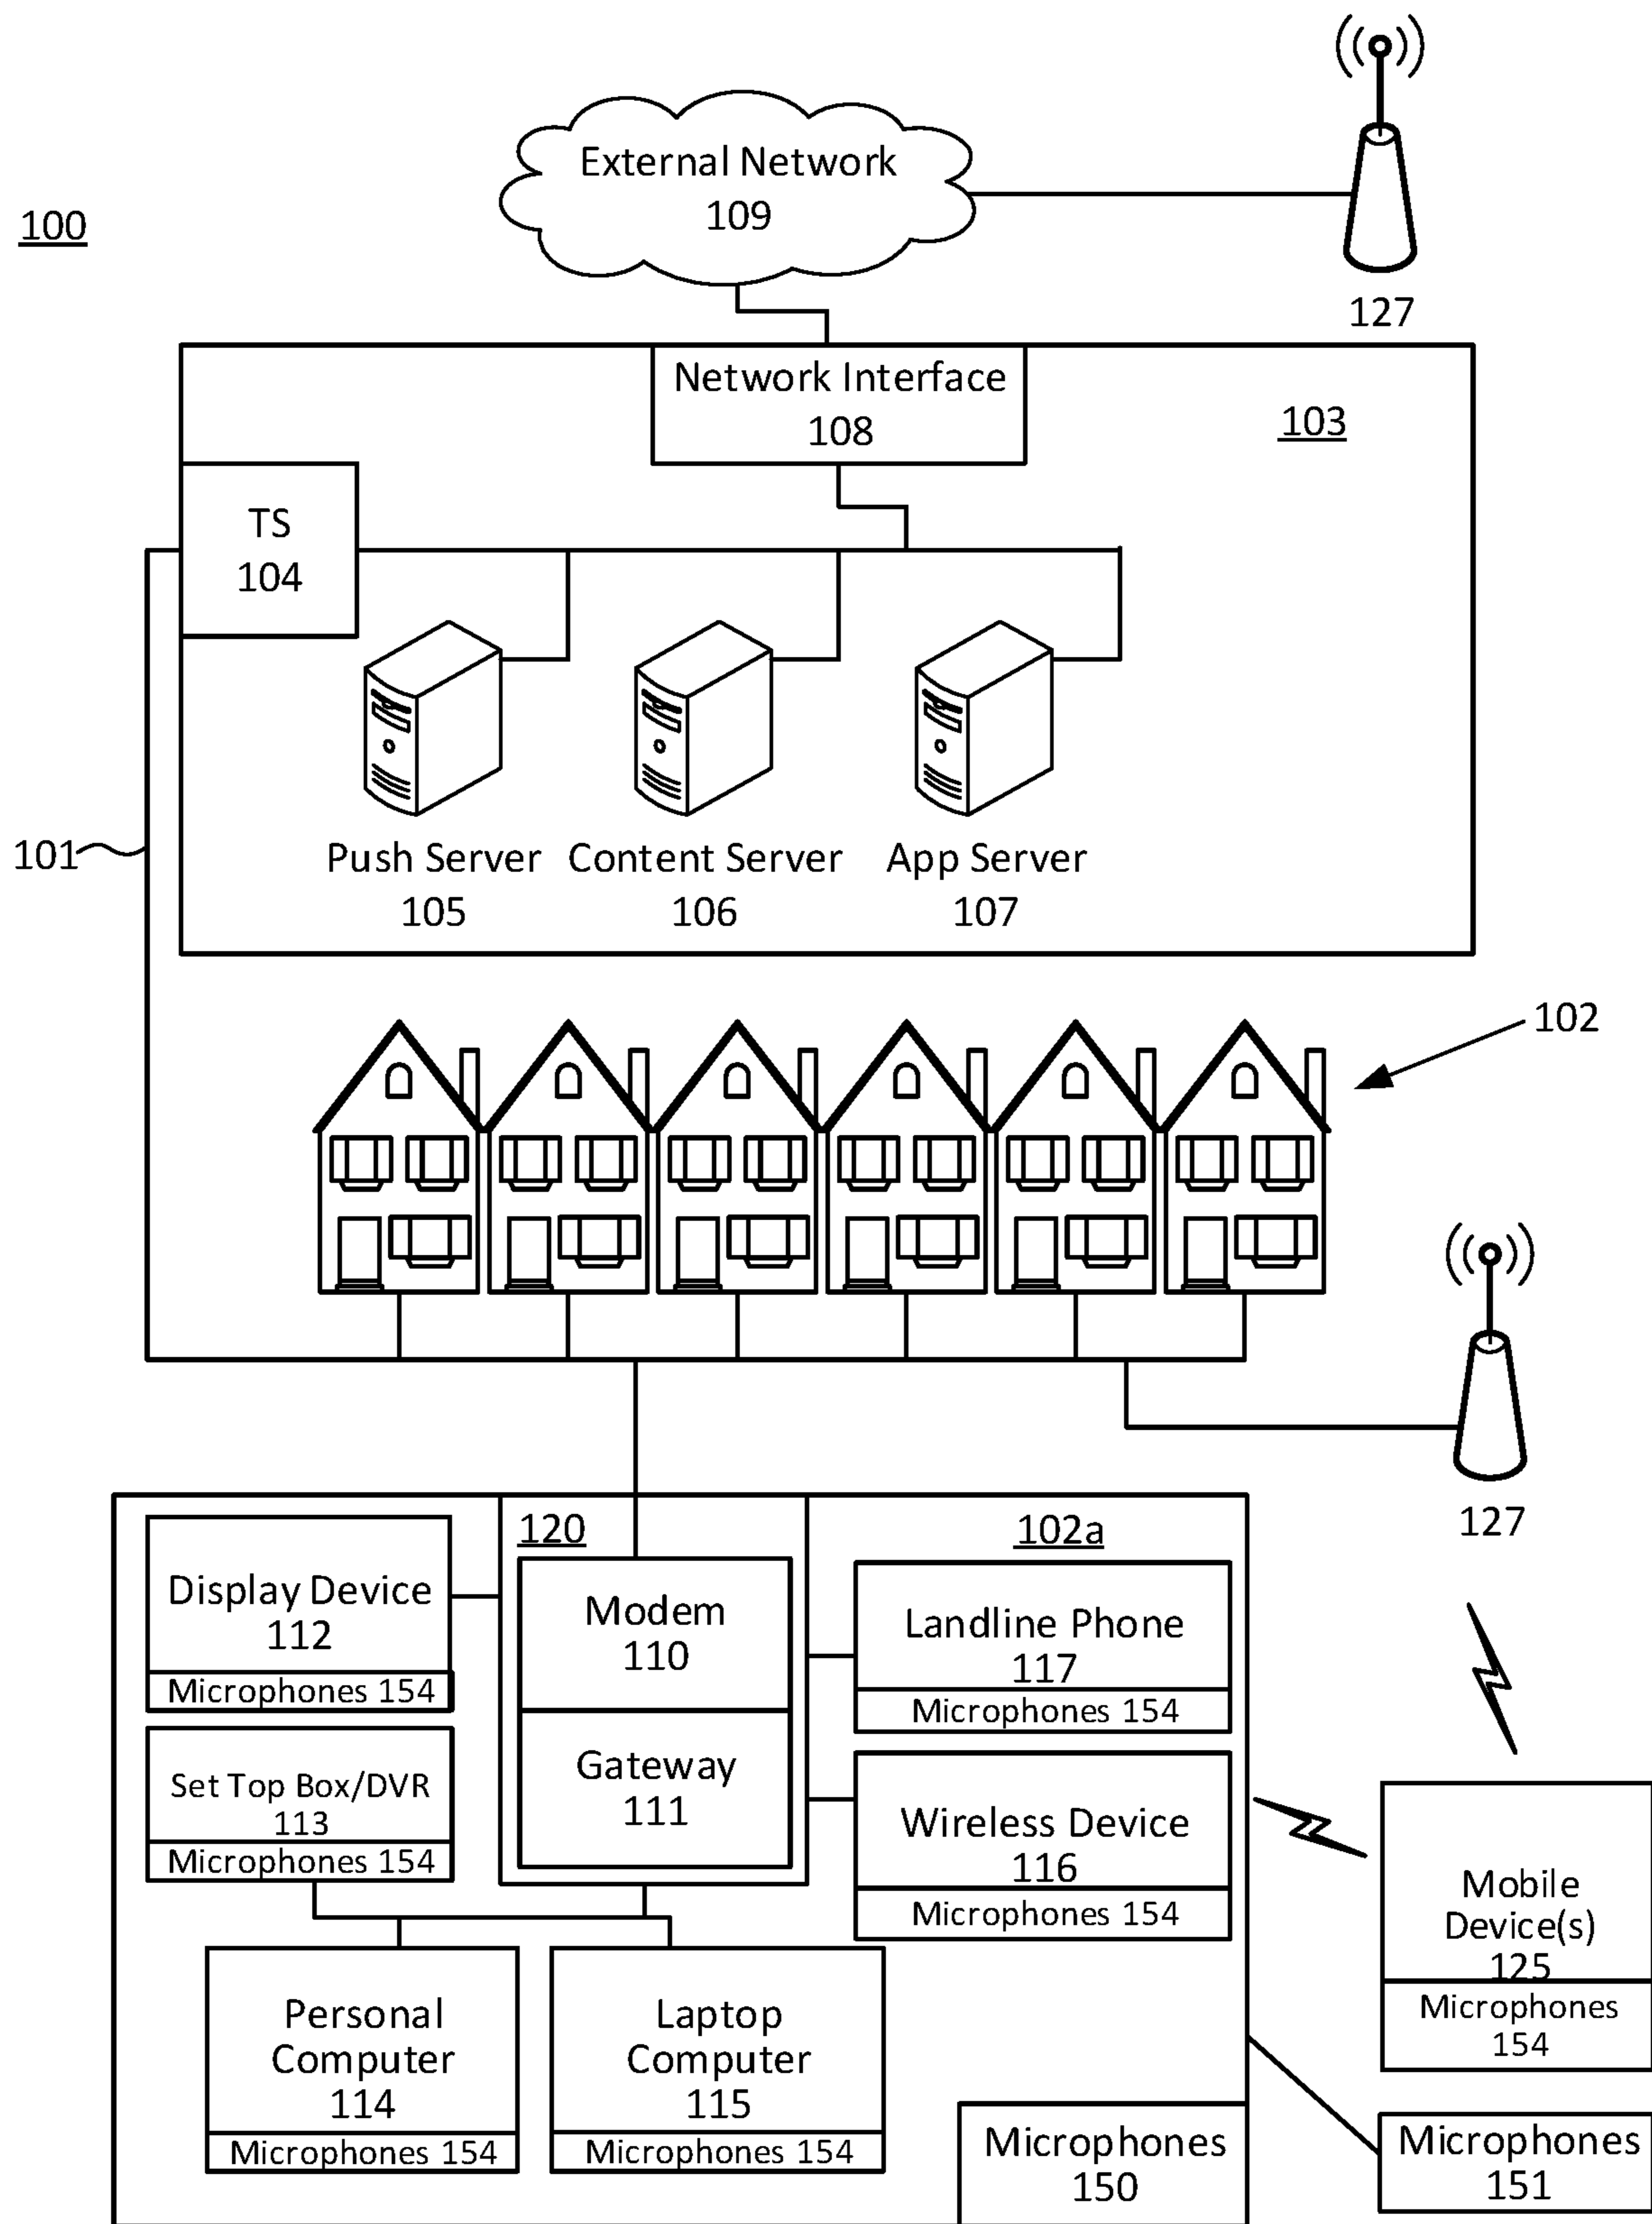 External Network
109
100
127
Network Interface
108
103
TS
104
101
Push Server
105
Content Server
106
App Server
107
102
127
120
102a
Display Device
112
Microphones 154
Modem
110
Landline Phone
117
Microphones 154
Set Top Box/DVR
113
Microphones 154
Gateway
111
Wireless Device
116
Microphones 154
Mobile
Device(s)
125
Microphones
154
Personal
Computer
114
Microphones 154
Laptop
Computer
115
Microphones 154
Microphones
150
Microphones
151